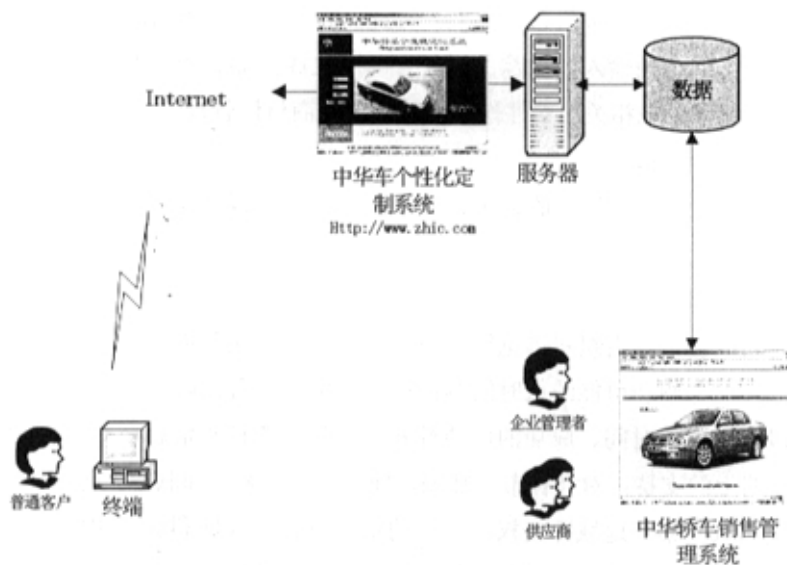 Internet
中华车个性化定
制系统
Http://www.zhic.com
服务器
数据
普通客户
终端
企业管理者
供应商
中华轿车销售管
理系统